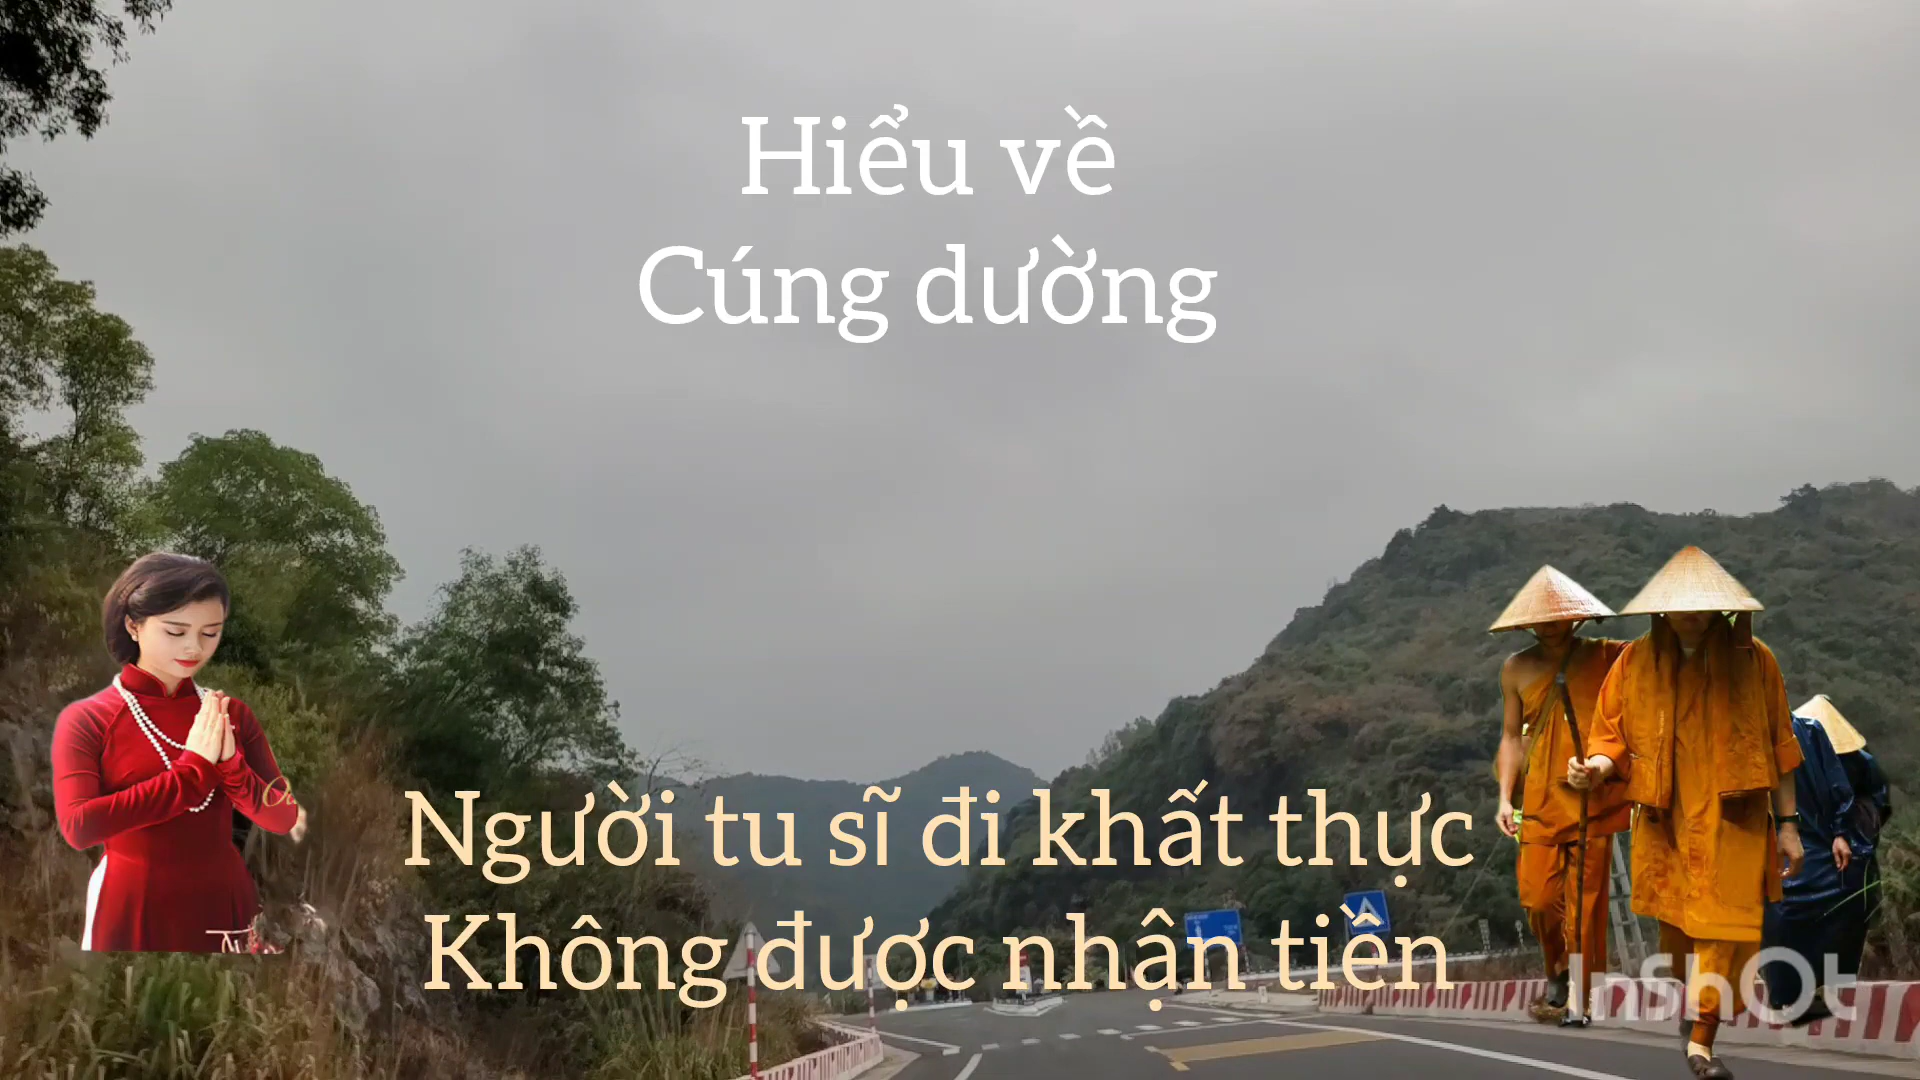 Hiểu về
Cúng dường
Người tu sĩ đi khất thực
Không được nhận tiền
InShOt